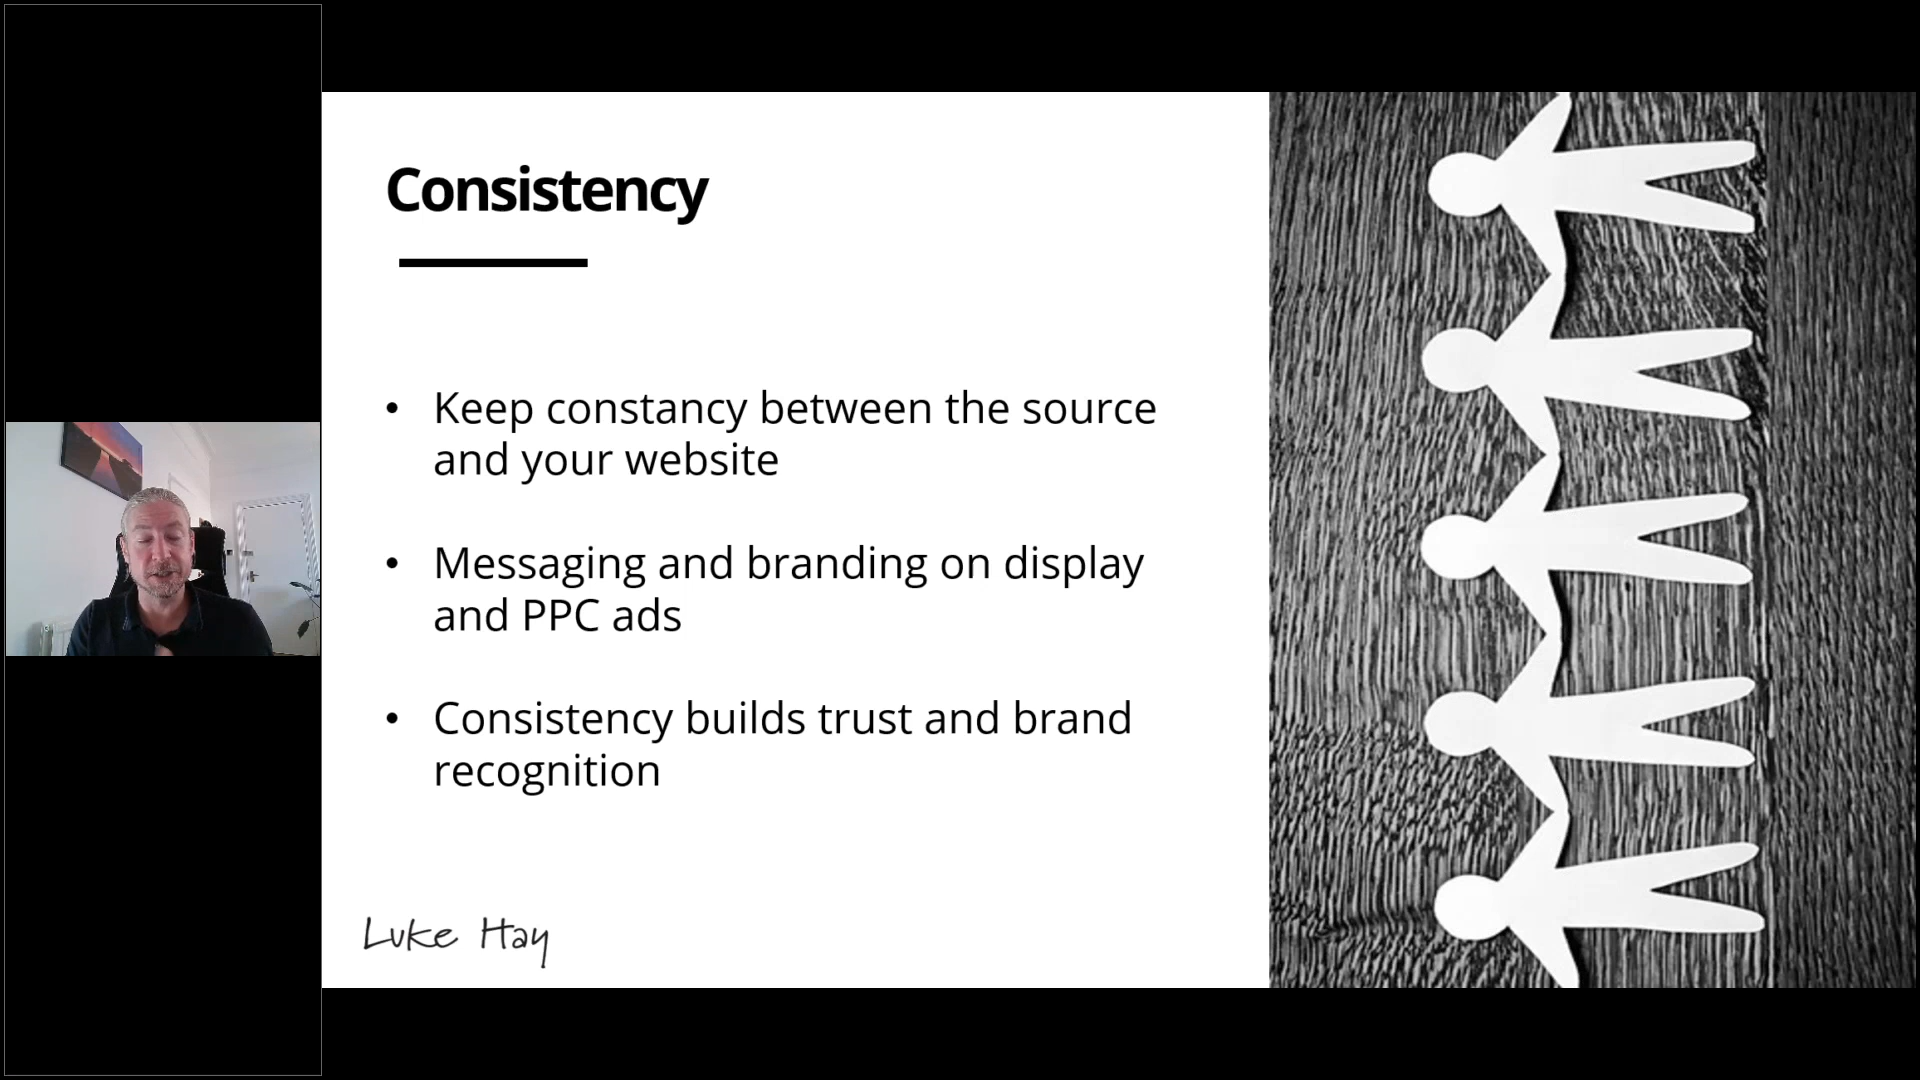 Consistency
• Keep constancy between the source
and your website
• Messaging and branding on display
and PPC ads
• Consistency builds trust and brand
recognition
Luke Hay